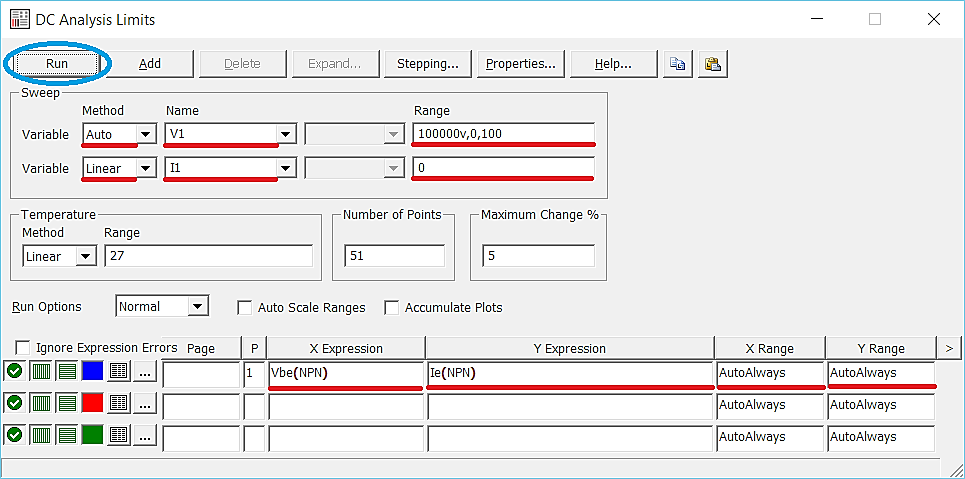 DC Analysis Limits
Run Add Delete Expand... Stepping... Properties... Help...
Sweep
Method Name Range
Variable Auto V1 100000v,0,100
Variable Linear I1 0
Temperature Number of Points Maximum Change %
Method Range
Linear 27 51 5
Run Options Normal Auto Scale Ranges Accumulate Plots
Ignore Expression Errors Page P X Expression Y Expression X Range Y Range >
1 Vbe(NPN) Ie(NPN) AutoAlways AutoAlways
... AutoAlways AutoAlways
... AutoAlways AutoAlways